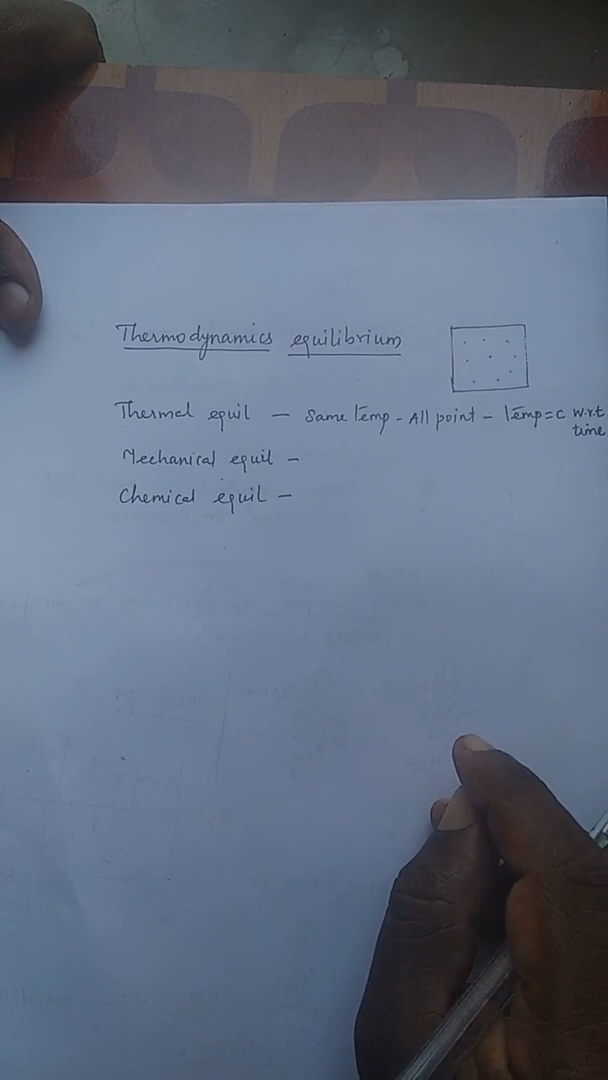 Thermodynamics equilibrium
Thermal equil — Same Temp - All point - Temp=C w.r.t
time
Mechanical equil -
Chemical equil -